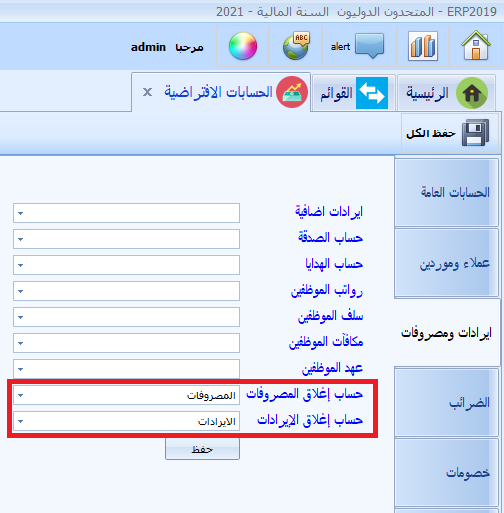 ERP2019 - المتحدون الدوليون السنة المالية - 2021
مرحبا admin
alert
ABC
الرئيسية
القوائم
الحسابات الافتراضية x
حفظ الكل
الحسابات العامة
عملاء وموردين
ايرادات ومصروفات
الضرائب
خصومات
ايرادات اضافية
حساب الصدقة
حساب الهدايا
رواتب الموظفين
سلف الموظفين
مكافآت الموظفين
عهد الموظفين
حساب إغلاق المصروفات المصروفات
حساب إغلاق الإيرادات الايرادات
حفظ